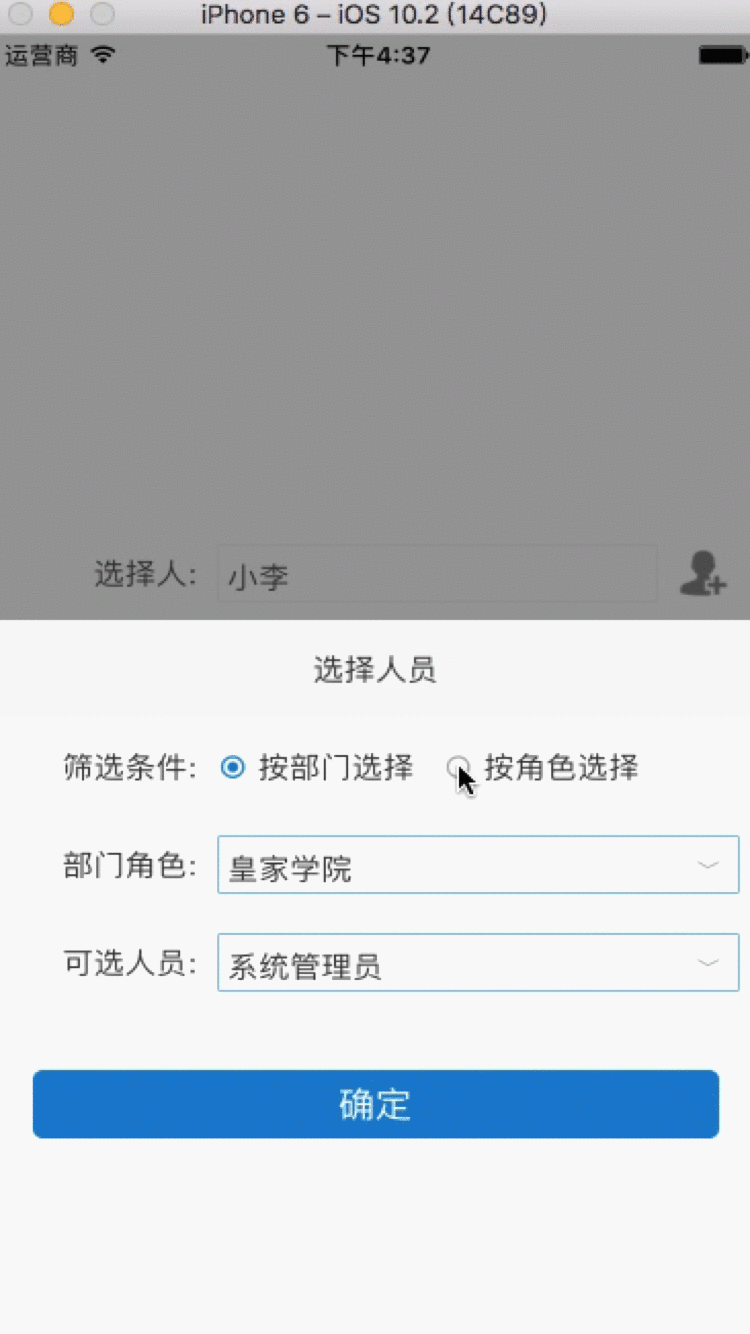 iPhone 6 – iOS 10.2 (14C89)
运营商 下午4:37
选择人: 小李
选择人员
筛选条件: 按部门选择 按角色选择
部门角色: 皇家学院
可选人员: 系统管理员
确定